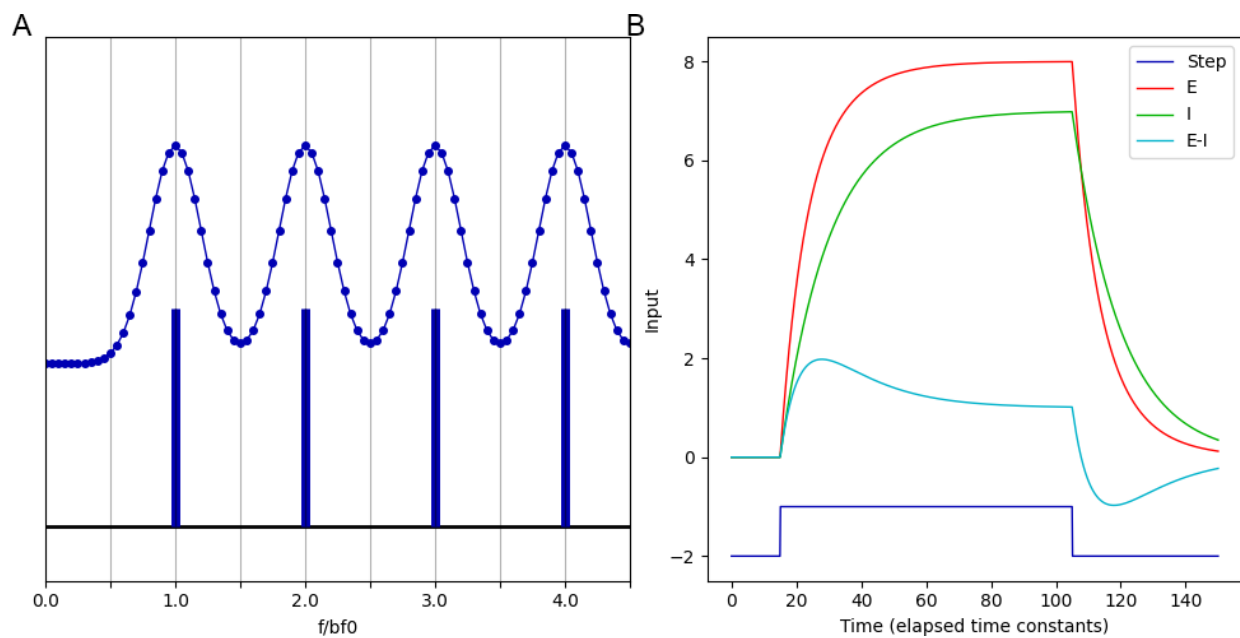 A
0.0 1.0 2.0 3.0 4.0
f/bf0
B
Step
E
I
E-I
8
6
4
2
0
−2
Input
0 20 40 60 80 100 120 140
Time (elapsed time constants)